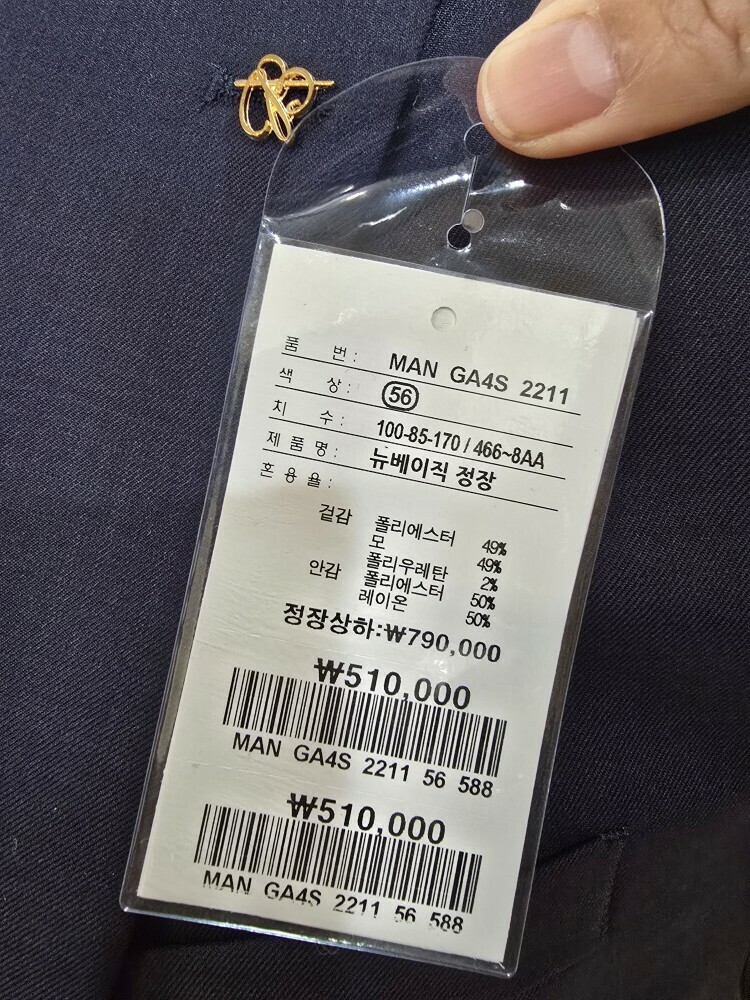 품 번 : MAN GA4S 2211
색 상 : 56
치 수 : 100-85-170 / 466~8AA
제 품 명 : 뉴베이직 정장
혼 용 율 :
겉감 폴리에스터 49%
모 49%
폴리우레탄 2%
안감 폴리에스터 50%
레이온 50%
정장상하:₩790,000
₩510,000
MAN GA4S 2211 56 588
₩510,000
MAN GA4S 2211 56 588